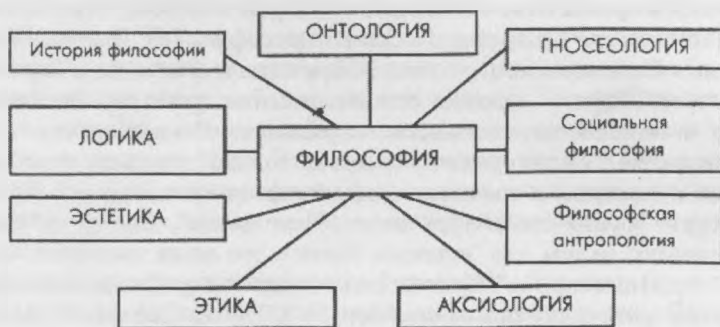 ОНТОЛОГИЯ
История философии
ГНОСЕОЛОГИЯ
ЛОГИКА
Социальная
философия
ФИЛОСОФИЯ
ЭСТЕТИКА
Философская
антропология
ЭТИКА
АКСИОЛОГИЯ